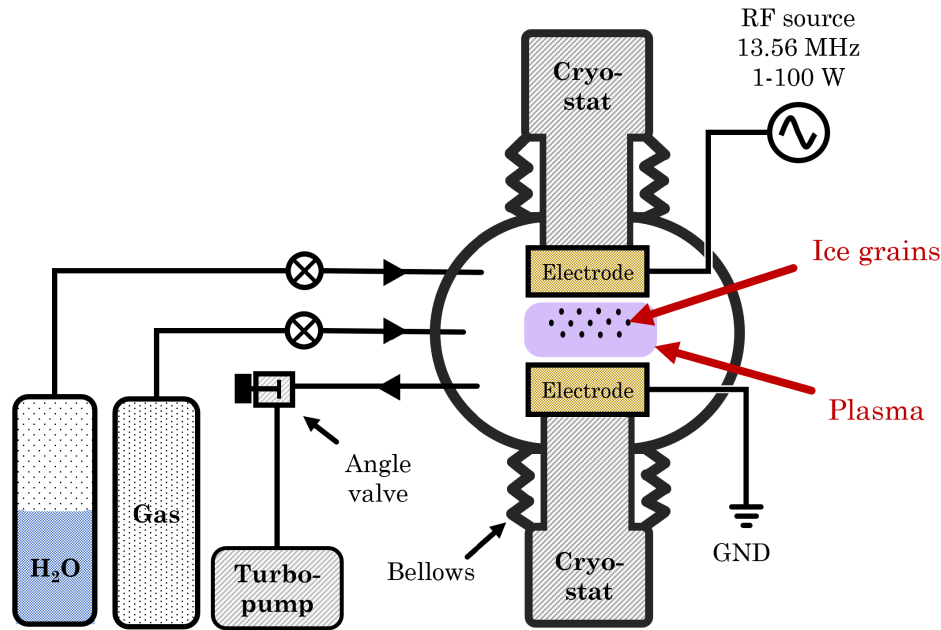 RF source
13.56 MHz
1-100 W
Cryo-
stat
Ice grains
Electrode
Electrode
Plasma
Angle
valve
Gas
H₂O
Turbo-
pump
Bellows
GND
Cryo-
stat